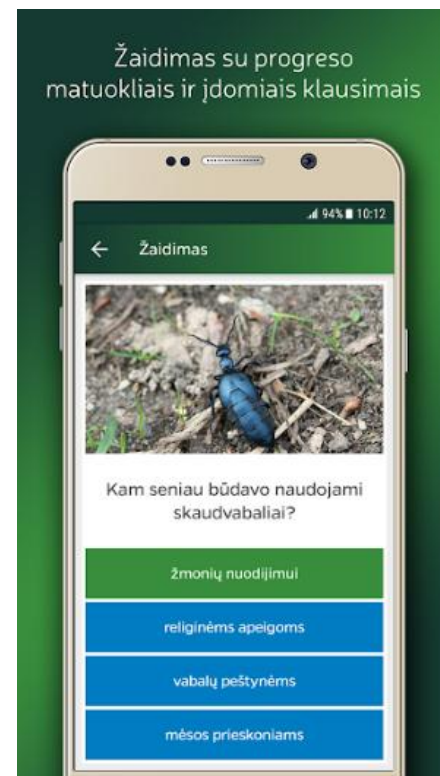 Žaidimas su progreso
matuokliais ir įdomiais klausimais
94% 10:12
Žaidimas
Kam seniau būdavo naudojami
skaudvabaliai?
žmonių nuodijimui
religinėms apeigoms
vabalų peštynėms
mėsos prieskoniams